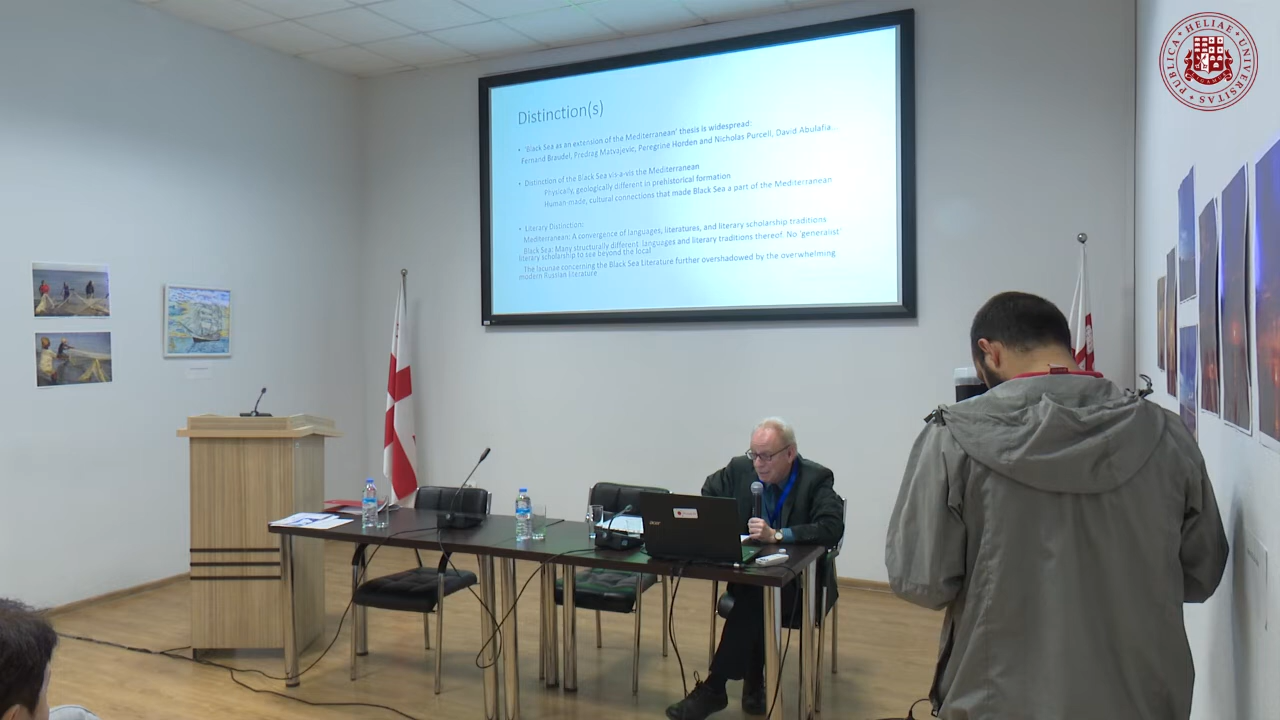 Distinction(s)
• 'Black Sea as an extension of the Mediterranean' thesis is widespread:
Fernand Braudel, Predrag Matvajevic, Peregrine Horden and Nicholas Purcell, David Abulafia...
• Distinction of the Black Sea vis-a-vis the Mediterranean
Physically, geologically different in prehistorical formation
Human-made, cultural connections that made Black Sea a part of the Mediterranean
• Literary Distinction:
Mediterranean: A convergence of languages, literatures, and literary scholarship traditions
Black Sea: Many structurally different languages and literary traditions thereof. No 'generalist'
literary scholarship to see beyond the local
The lacunae concerning the Black Sea Literature further overshadowed by the overwhelming
modern Russian literature
PUBLICA HELIAE UNIVERSITAS
acer